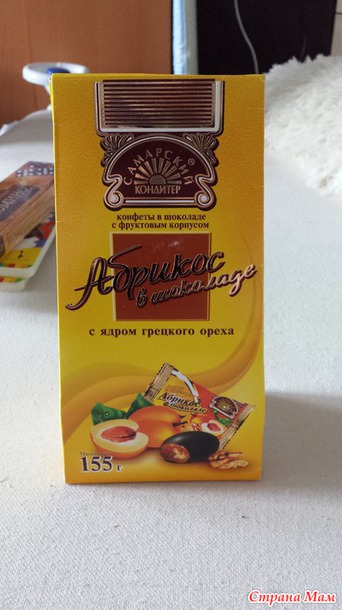 САМАРСКИЙ ®
КОНДИТЕР
конфеты в шоколаде
с фруктовым корпусом
Абрикос
в шоколаде
с ядром грецкого ореха
Абрикос
в шоколаде
155 г
Страна Мам